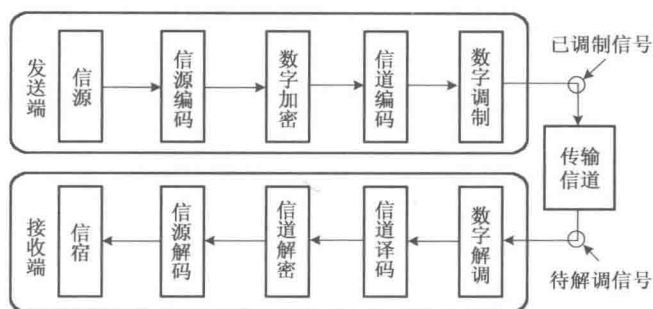 发送端
信源
信源编码
数字加密
信道编码
数字调制
已调制信号
传输
信道
接收端
信宿
信源解码
信道解密
信道译码
数字解调
待解调信号